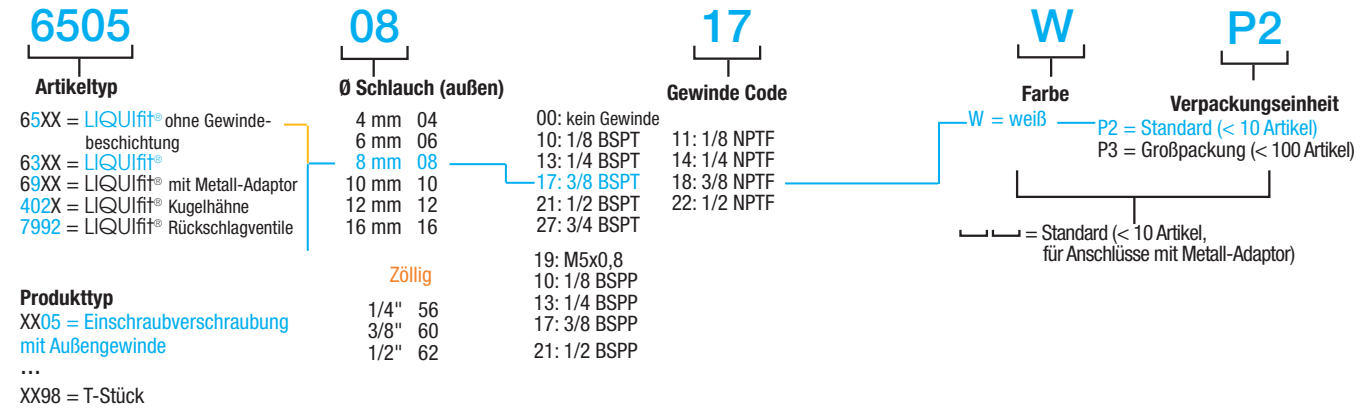 6505 08 17 W P2
Artikeltyp
65XX = LIQUIfit® ohne Gewinde-
beschichtung
63XX = LIQUIfit®
69XX = LIQUIfit® mit Metall-Adaptor
402X = LIQUIfit® Kugelhähne
7992 = LIQUIfit® Rückschlagventile
Produkttyp
XX05 = Einschraubverschraubung
mit Außengewinde
...
XX98 = T-Stück
Ø Schlauch (außen)
4 mm 04
6 mm 06
8 mm 08
10 mm 10
12 mm 12
16 mm 16
Zöllig
1/4" 56
3/8" 60
1/2" 62
Gewinde Code
00: kein Gewinde
10: 1/8 BSPT 11: 1/8 NPTF
13: 1/4 BSPT 14: 1/4 NPTF
17: 3/8 BSPT 18: 3/8 NPTF
21: 1/2 BSPT 22: 1/2 NPTF
27: 3/4 BSPT
19: M5x0,8
10: 1/8 BSPP
13: 1/4 BSPP
17: 3/8 BSPP
21: 1/2 BSPP
Farbe
W = weiß
Verpackungseinheit
P2 = Standard (< 10 Artikel)
P3 = Großpackung (< 100 Artikel)
= Standard (< 10 Artikel,
für Anschlüsse mit Metall-Adaptor)